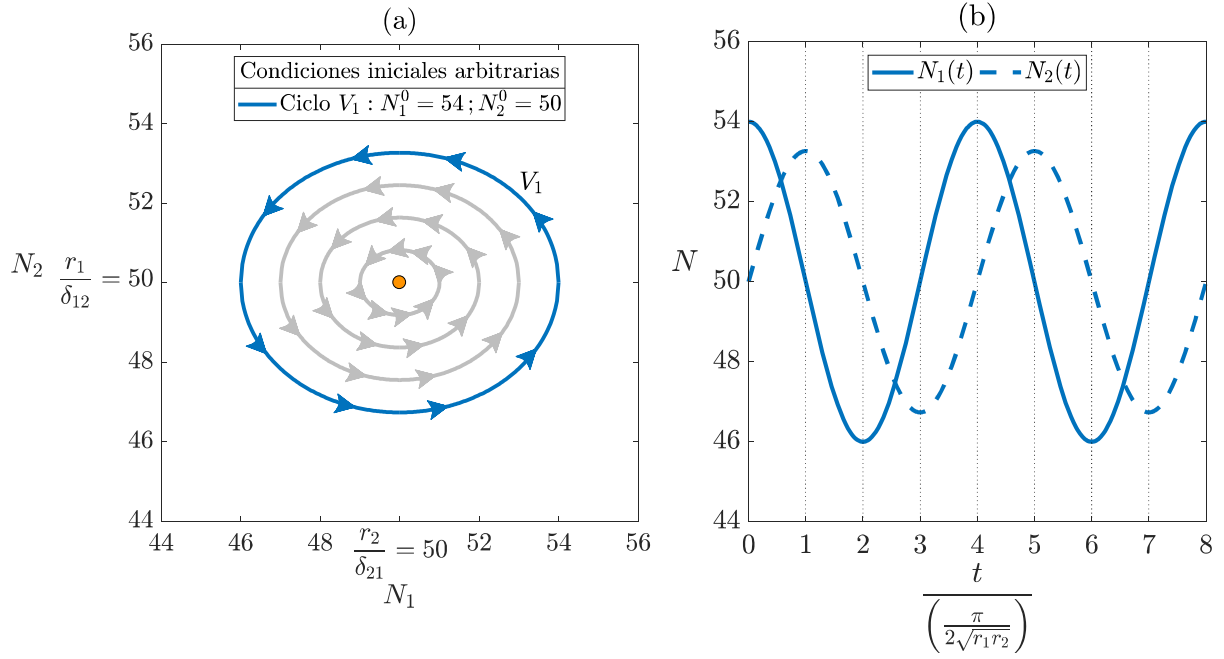 (a)
56
54
52
N₂ r₁/δ₁₂ = 50
48
46
44
Condiciones iniciales arbitrarias
Ciclo V₁ : N₁⁰ = 54 ; N₂⁰ = 50
V₁
44 46 48 r₂/δ₂₁ = 50 52 54 56
N₁
(b)
56
54
52
N 50
48
46
44
N₁(t) N₂(t)
0 1 2 3 4 5 6 7 8
t
(π/2√r₁r₂)